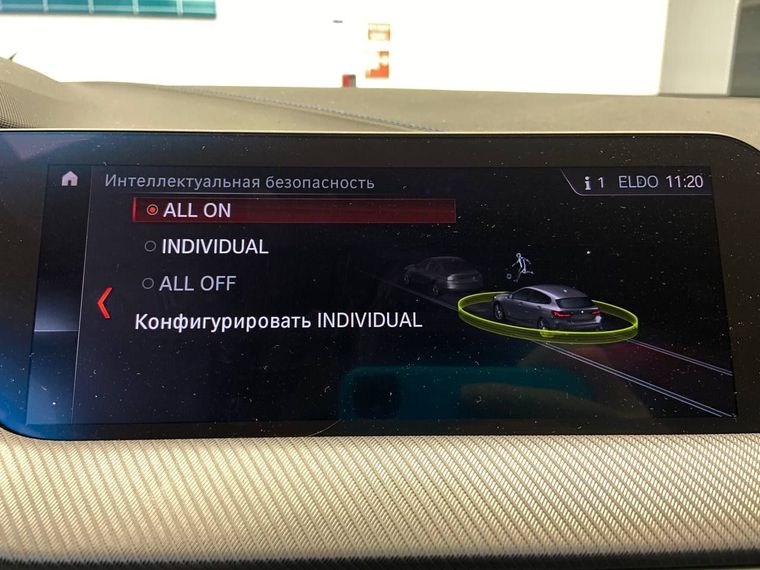 Интеллектуальная безопасность
1 ELDO 11:20
ALL ON
INDIVIDUAL
ALL OFF
Конфигурировать INDIVIDUAL